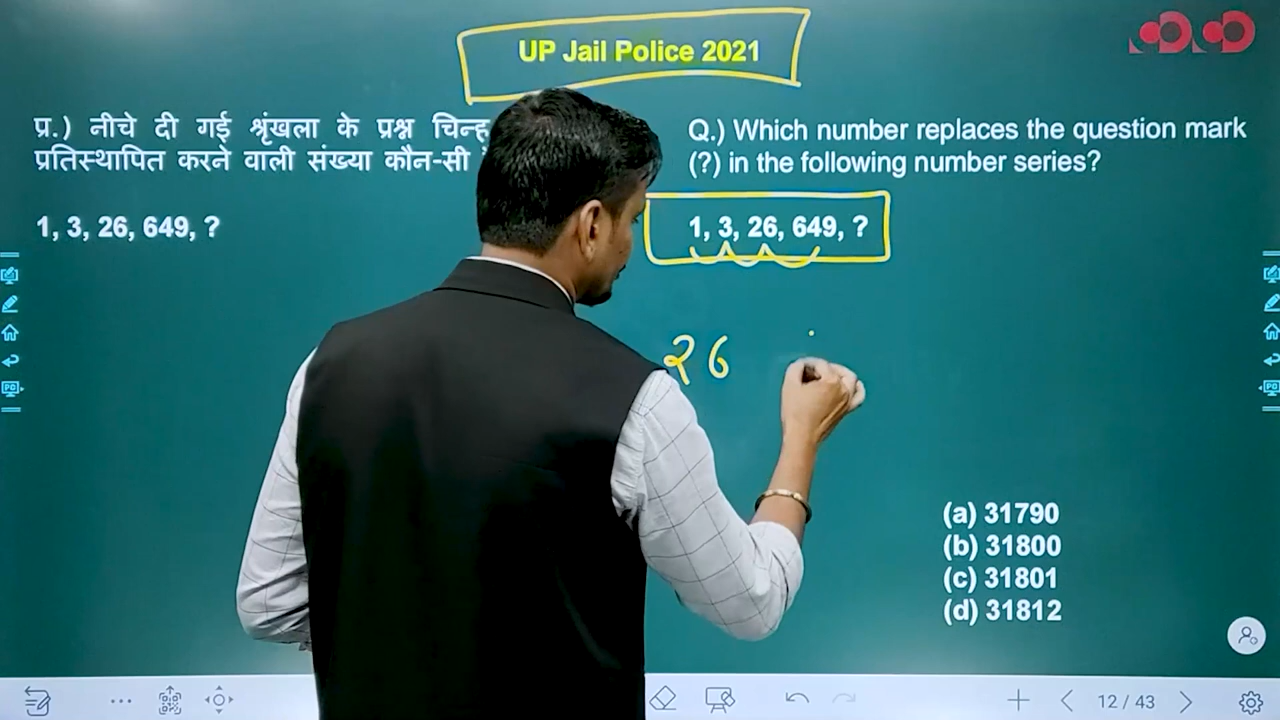 UP Jail Police 2021
प्र.) नीचे दी गई श्रृंखला के प्रश्न चिन्ह
प्रतिस्थापित करने वाली संख्या कौन-सी
1, 3, 26, 649, ?
Q.) Which number replaces the question mark
(?) in the following number series?
1, 3, 26, 649, ?
२6
(a) 31790
(b) 31800
(c) 31801
(d) 31812
12 / 43